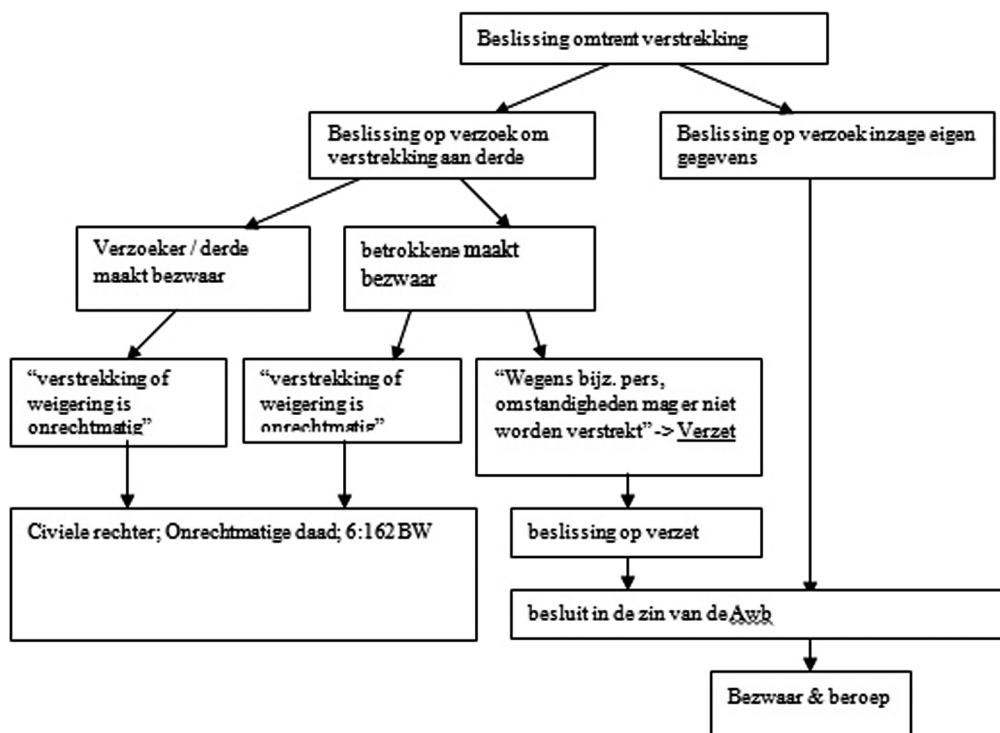 Beslissing omtrent verstrekking
Beslissing op verzoek om
verstrekking aan derde
Beslissing op verzoek inzage eigen
gegevens
Verzoeker / derde
maakt bezwaar
betrokkene maakt
bezwaar
“verstrekking of
weigering is
onrechtmatig”
“verstrekking of
weigering is
onrechtmatig”
“Wegens bijz. pers,
omstandigheden mag er niet
worden verstrekt” -> Verzet
Civiele rechter; Onrechtmatige daad; 6:162 BW
beslissing op verzet
besluit in de zin van de Awb
Bezwaar & beroep